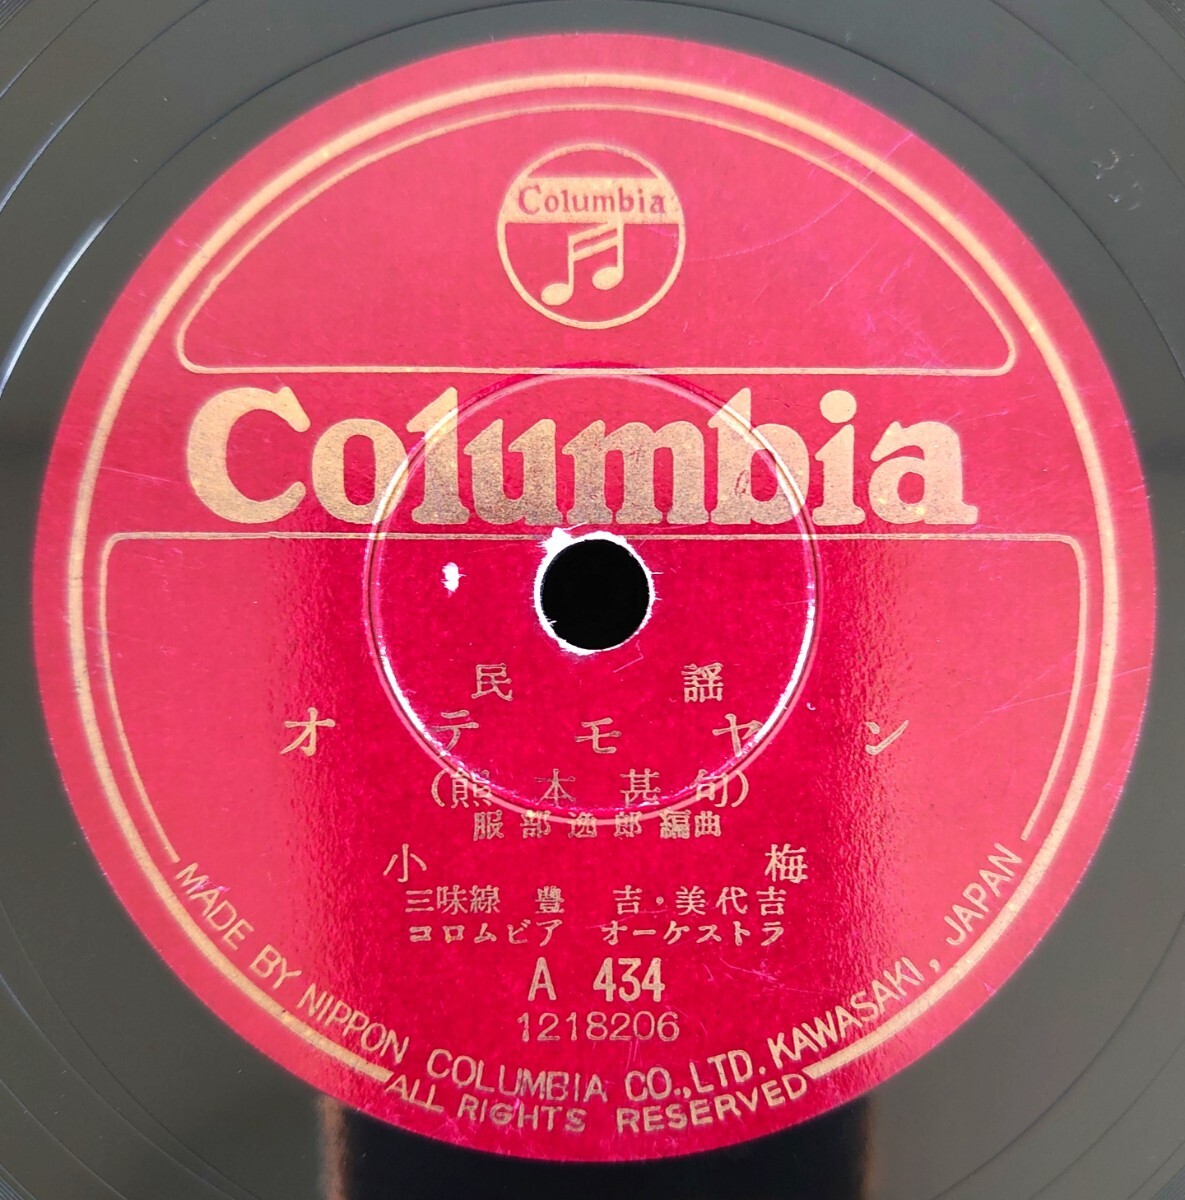 Columbia
Columbia
民謡
オテモヤン
(熊本甚句)
服部逸郎編曲
小梅
三味線 豊 吉・美代吉
コロムビア オーケストラ
A 434
1218206
MADE BY NIPPON COLUMBIA CO.,LTD. KAWASAKI, JAPAN
ALL RIGHTS RESERVED